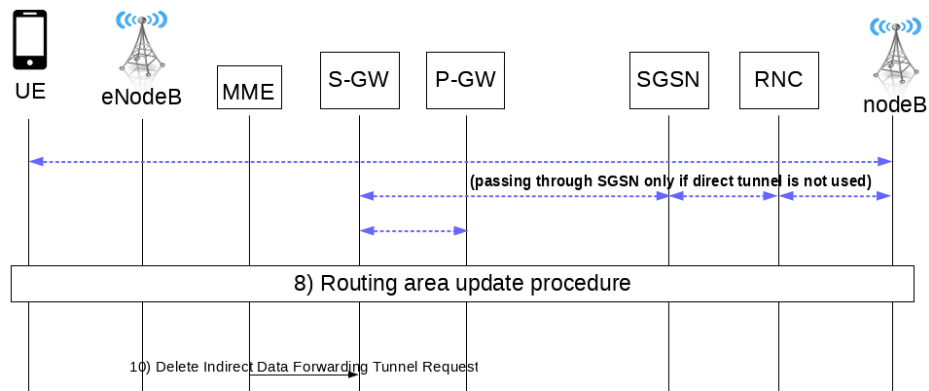 UE
eNodeB
MME
S-GW
P-GW
SGSN
RNC
nodeB
(passing through SGSN only if direct tunnel is not used)
8) Routing area update procedure
10) Delete Indirect Data Forwarding Tunnel Request